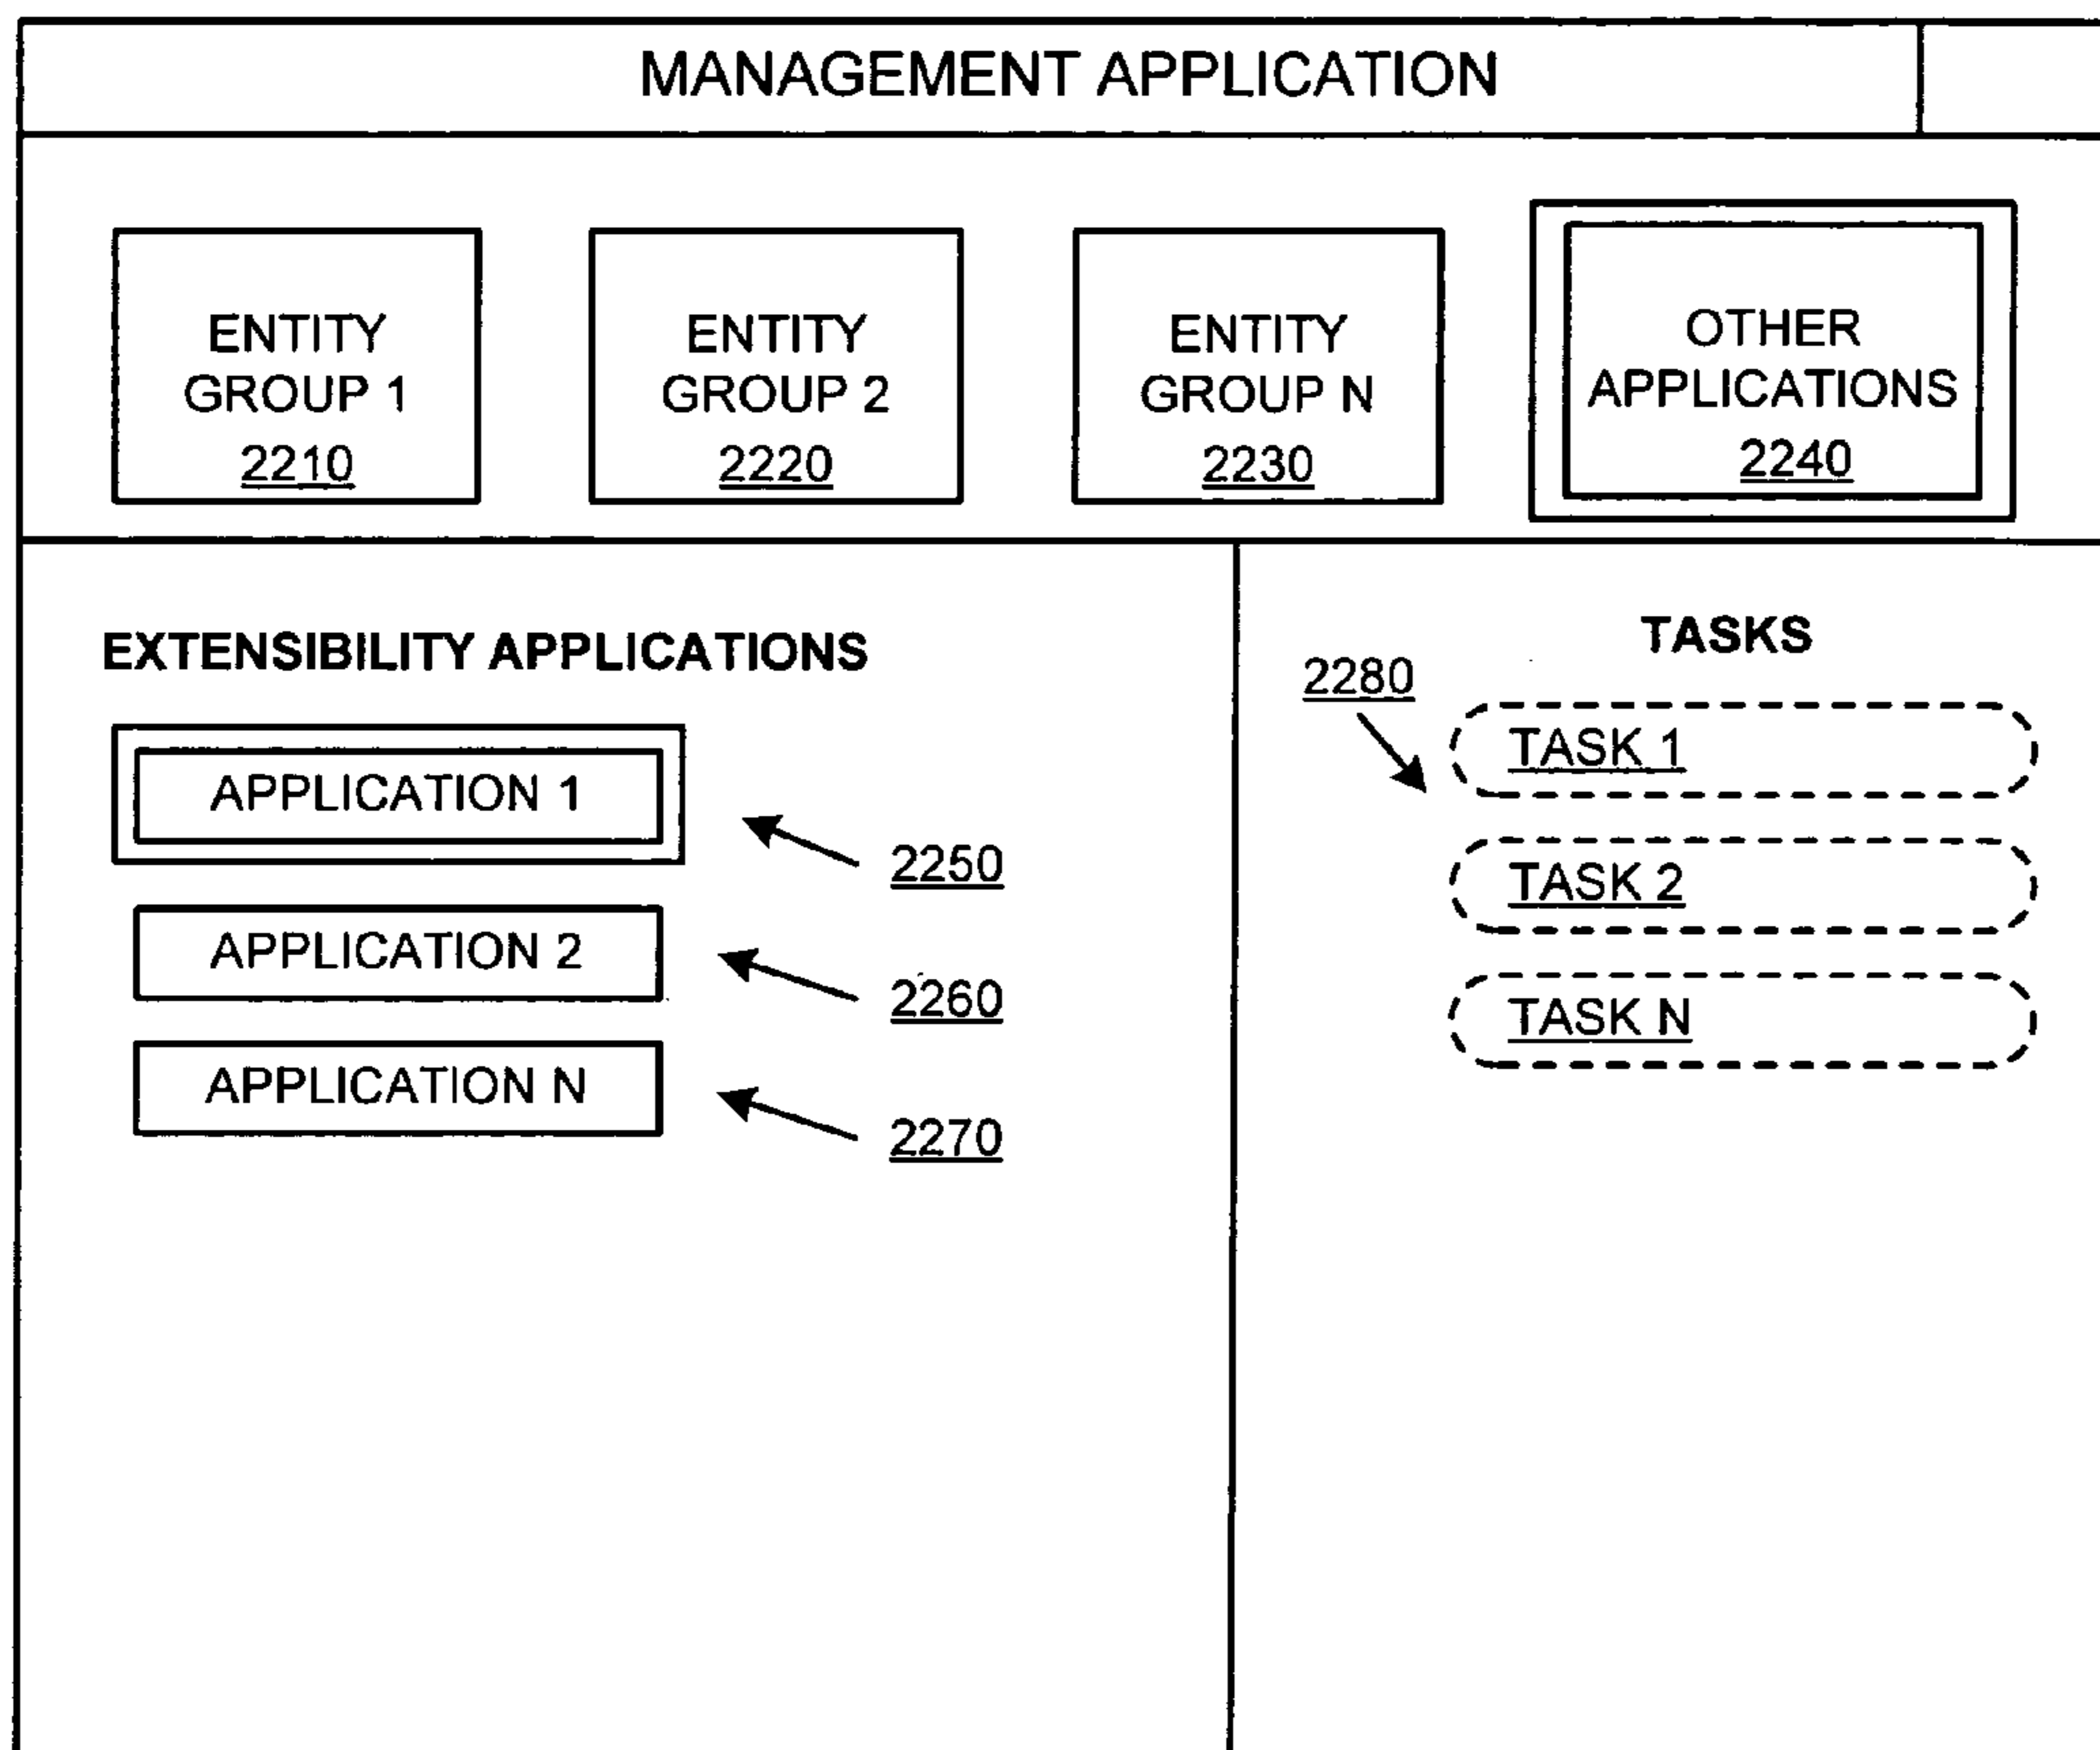 MANAGEMENT APPLICATION
ENTITY
GROUP 1
2210
ENTITY
GROUP 2
2220
ENTITY
GROUP N
2230
OTHER
APPLICATIONS
2240
EXTENSIBILITY APPLICATIONS
APPLICATION 1
2250
APPLICATION 2
2260
APPLICATION N
2270
TASKS
2280
TASK 1
TASK 2
TASK N